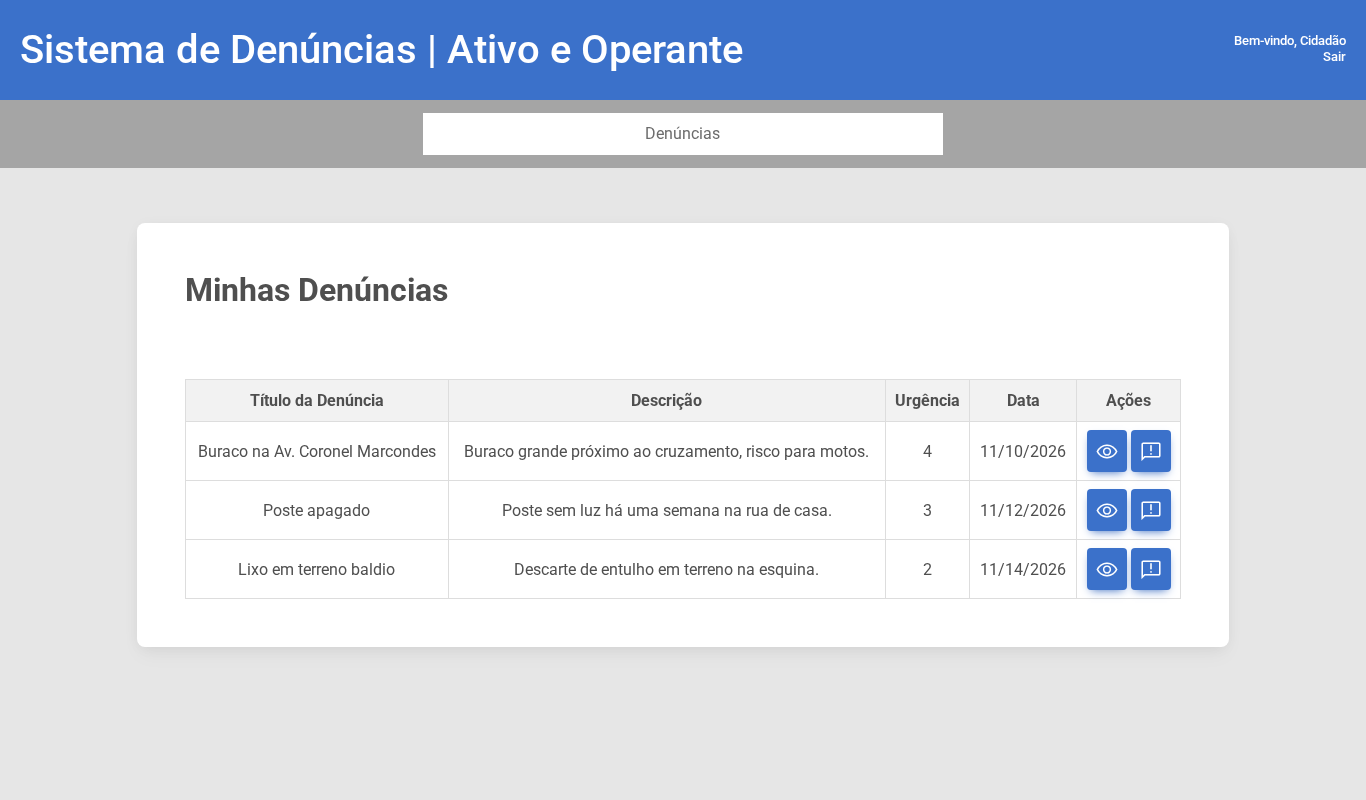 Sistema de Denúncias | Ativo e Operante
Bem-vindo, Cidadão
Sair
Denúncias
Minhas Denúncias
Título da Denúncia Descrição Urgência Data Ações
Buraco na Av. Coronel Marcondes Buraco grande próximo ao cruzamento, risco para motos. 4 11/10/2026
Poste apagado Poste sem luz há uma semana na rua de casa. 3 11/12/2026
Lixo em terreno baldio Descarte de entulho em terreno na esquina. 2 11/14/2026